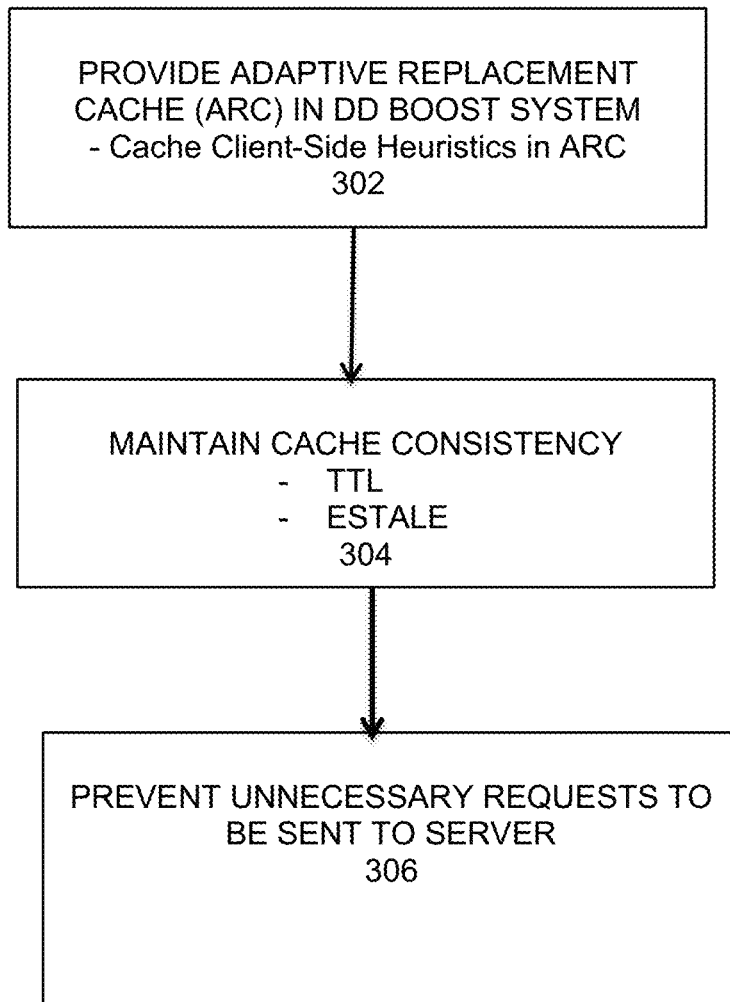 PROVIDE ADAPTIVE REPLACEMENT
CACHE (ARC) IN DD BOOST SYSTEM
- Cache Client-Side Heuristics in ARC
302
MAINTAIN CACHE CONSISTENCY
- TTL
- ESTALE
304
PREVENT UNNECESSARY REQUESTS TO
BE SENT TO SERVER
306